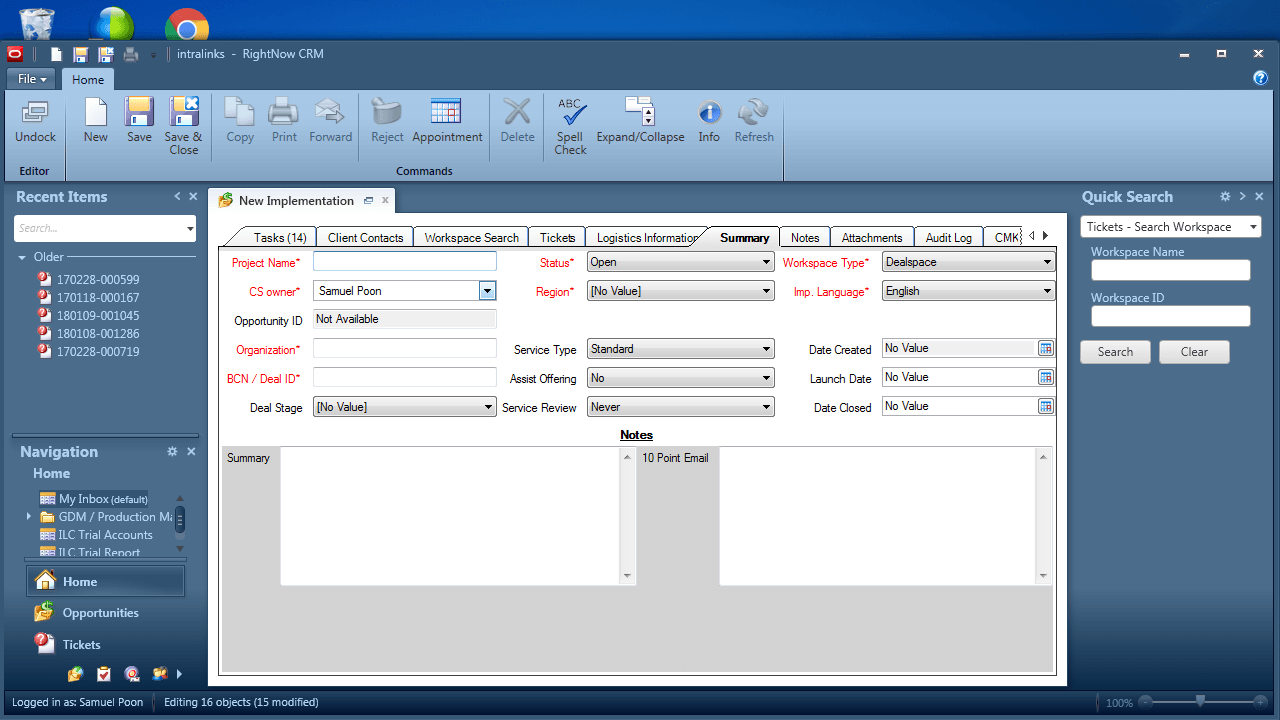 intralinks - RightNow CRM
File
Home
Undock
New
Save
Save & Close
Copy
Print
Forward
Reject
Appointment
Delete
ABC
Spell Check
Expand/Collapse
Info
Refresh
Editor
Commands
Recent Items
Search...
Older
170228-000599
170118-000167
180109-001045
180108-001286
170228-000719
Navigation
Home
My Inbox (default)
GDM / Production Ma
ILC Trial Accounts
ILC Trial Report
Home
Opportunities
Tickets
New Implementation
Tasks (14)
Client Contacts
Workspace Search
Tickets
Logistics Information
Summary
Notes
Attachments
Audit Log
CMK
Project Name*
Status* Open
Workspace Type* Dealspace
CS owner* Samuel Poon
Region* [No Value]
Imp. Language* English
Opportunity ID Not Available
Organization*
Service Type Standard
Date Created No Value
BCN / Deal ID*
Assist Offering No
Launch Date No Value
Deal Stage [No Value]
Service Review Never
Date Closed No Value
Notes
Summary
10 Point Email
Quick Search
Tickets - Search Workspace
Workspace Name
Workspace ID
Search
Clear
Logged in as: Samuel Poon
Editing 16 objects (15 modified)
100%